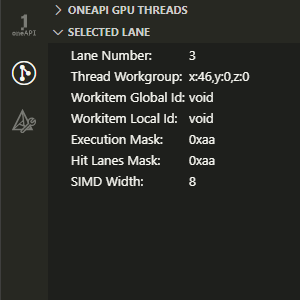 ONEAPI GPU THREADS
SELECTED LANE
1
oneAPI
Lane Number: 3
Thread Workgroup: x:46,y:0,z:0
Workitem Global Id: void
Workitem Local Id: void
Execution Mask: 0xaa
Hit Lanes Mask: 0xaa
SIMD Width: 8